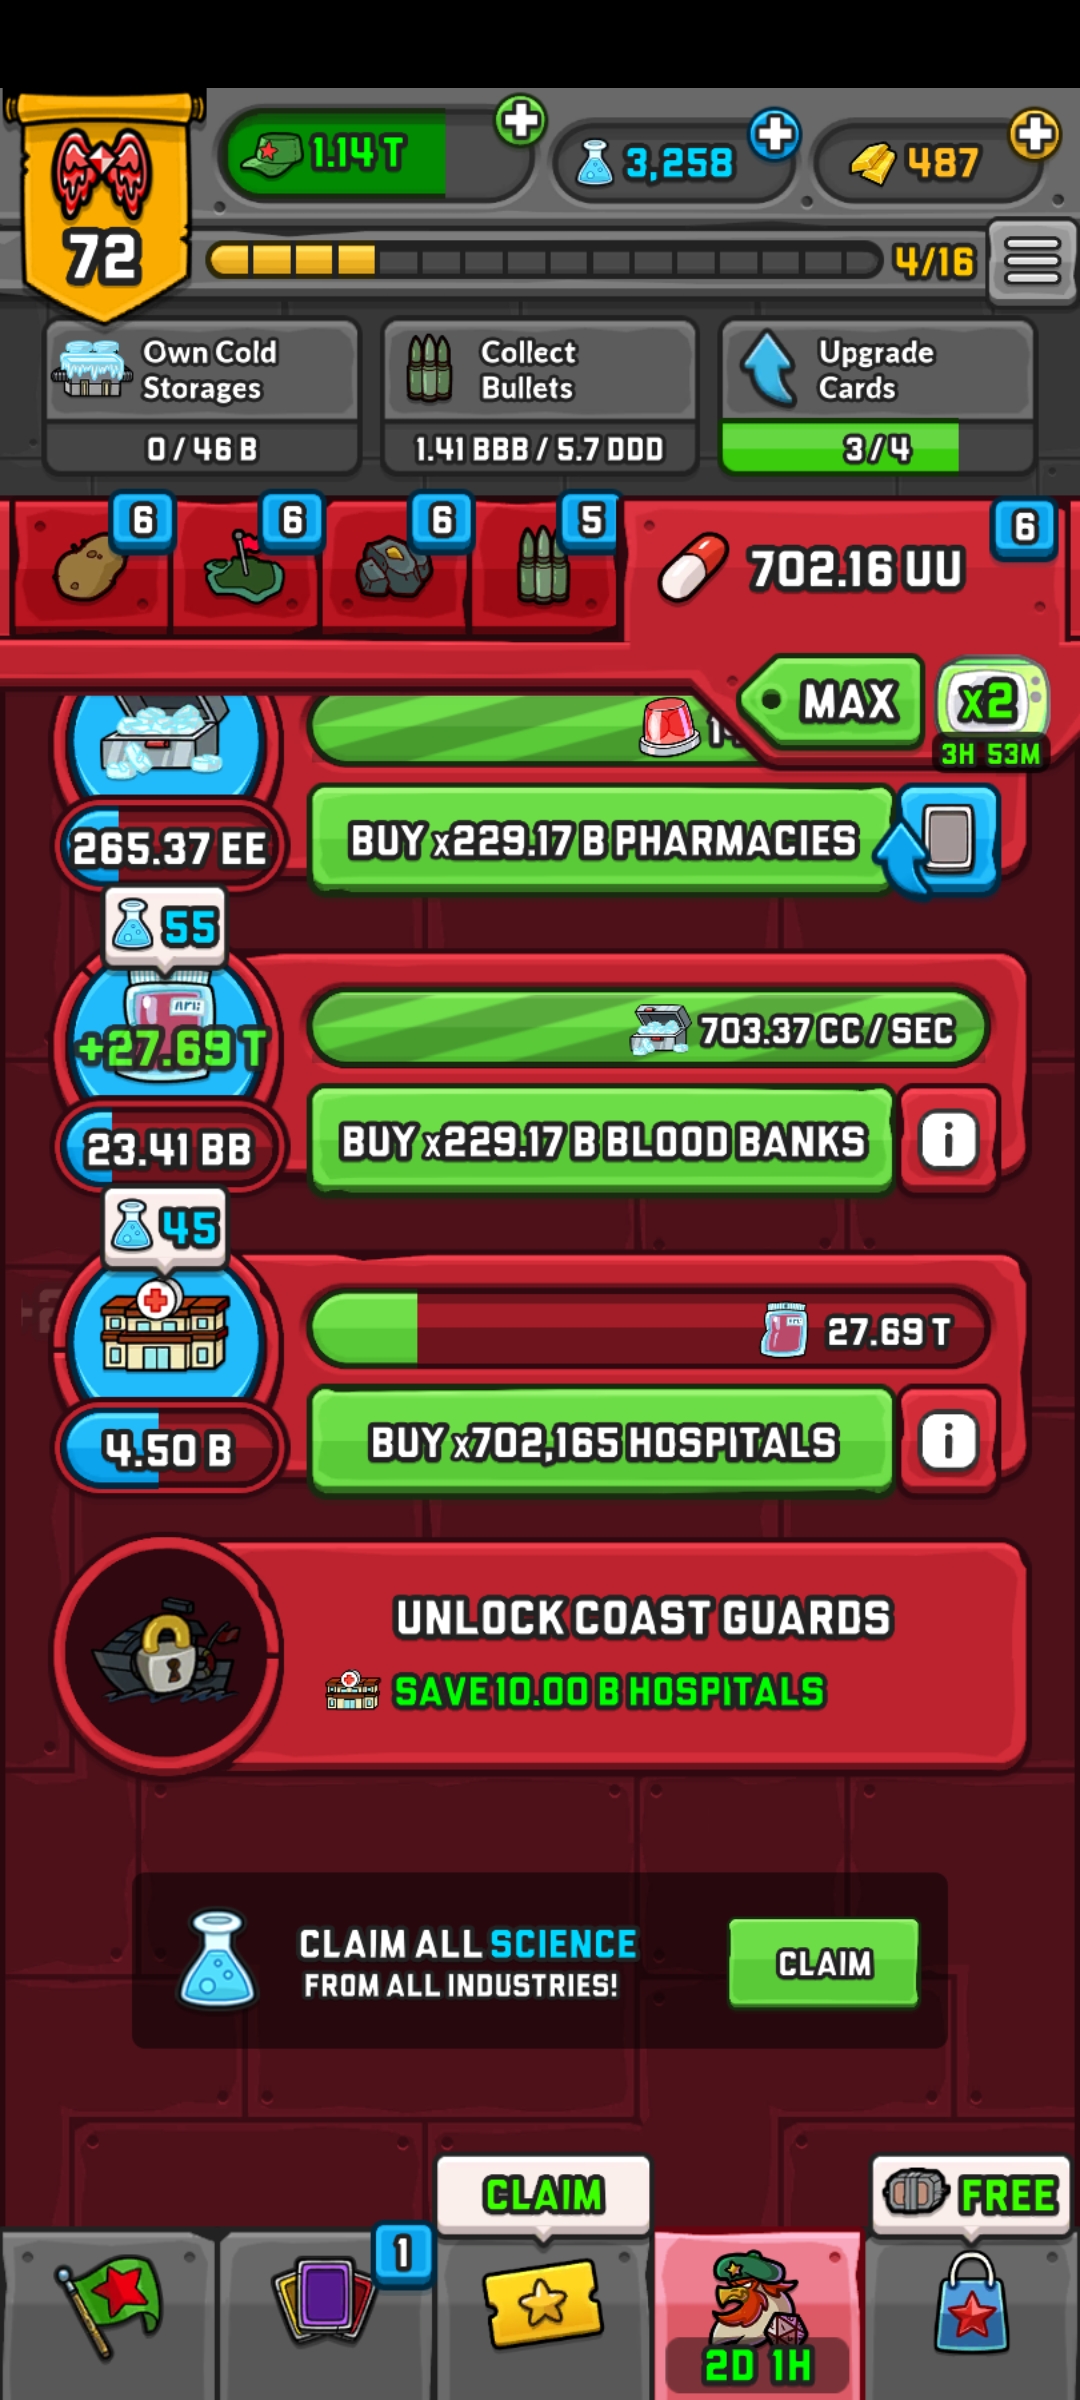 1.14 T
3,258
487
72
4/16
Own Cold
Storages
0 / 46 B
Collect
Bullets
1.41 BBB / 5.7 DDD
Upgrade
Cards
3/4
6
6
6
5
6
702.16 UU
MAX
x2
3H 53M
265.37 EE
BUY x229.17 B PHARMACIES
55
+27.69 T
703.37 CC / SEC
23.41 BB
BUY x229.17 B BLOOD BANKS
i
45
27.69 T
4.50 B
BUY x702,165 HOSPITALS
i
UNLOCK COAST GUARDS
SAVE 10.00 B HOSPITALS
CLAIM ALL SCIENCE
FROM ALL INDUSTRIES!
CLAIM
CLAIM
FREE
1
2D 1H